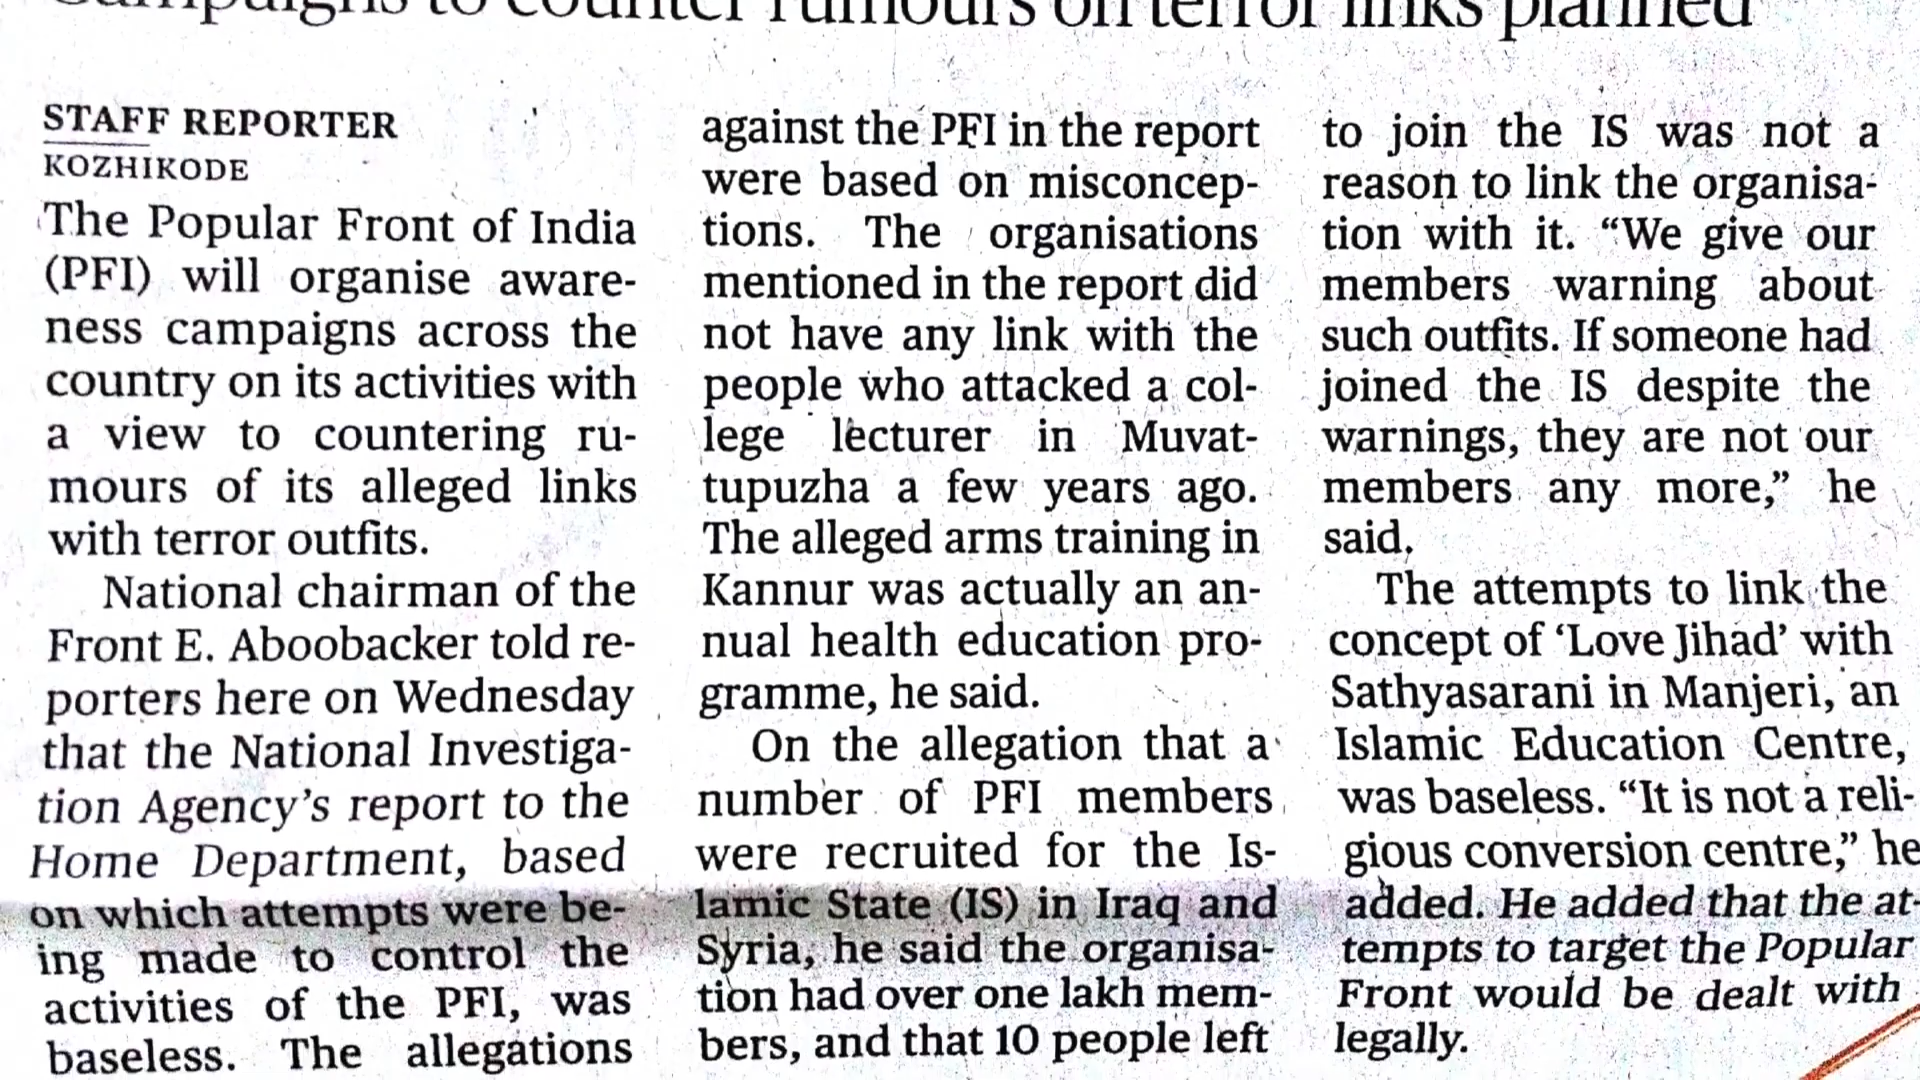 Campaigns to counter rumours on terror links planned
STAFF REPORTER
KOZHIKODE
The Popular Front of India
(PFI) will organise aware-
ness campaigns across the
country on its activities with
a view to countering ru-
mours of its alleged links
with terror outfits.
National chairman of the
Front E. Aboobacker told re-
porters here on Wednesday
that the National Investiga-
tion Agency's report to the
Home Department, based
on which attempts were be-
ing made to control the
activities of the PFI, was
baseless. The allegations
against the PFI in the report
were based on misconcep-
tions. The organisations
mentioned in the report did
not have any link with the
people who attacked a col-
lege lecturer in Muvat-
tupuzha a few years ago.
The alleged arms training in
Kannur was actually an an-
nual health education pro-
gramme, he said.
On the allegation that a
number of PFI members
were recruited for the Is-
lamic State (IS) in Iraq and
Syria, he said the organisa-
tion had over one lakh mem-
bers, and that 10 people left
to join the IS was not a
reason to link the organisa-
tion with it. “We give our
members warning about
such outfits. If someone had
joined the IS despite the
warnings, they are not our
members any more,” he
said.
The attempts to link the
concept of ‘Love Jihad’ with
Sathyasarani in Manjeri, an
Islamic Education Centre,
was baseless. “It is not a reli-
gious conversion centre,” he
added. He added that the at-
tempts to target the Popular
Front would be dealt with
legally.